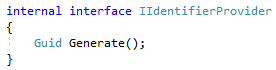 internal interface IIdentifierProvider
{
    Guid Generate();
}